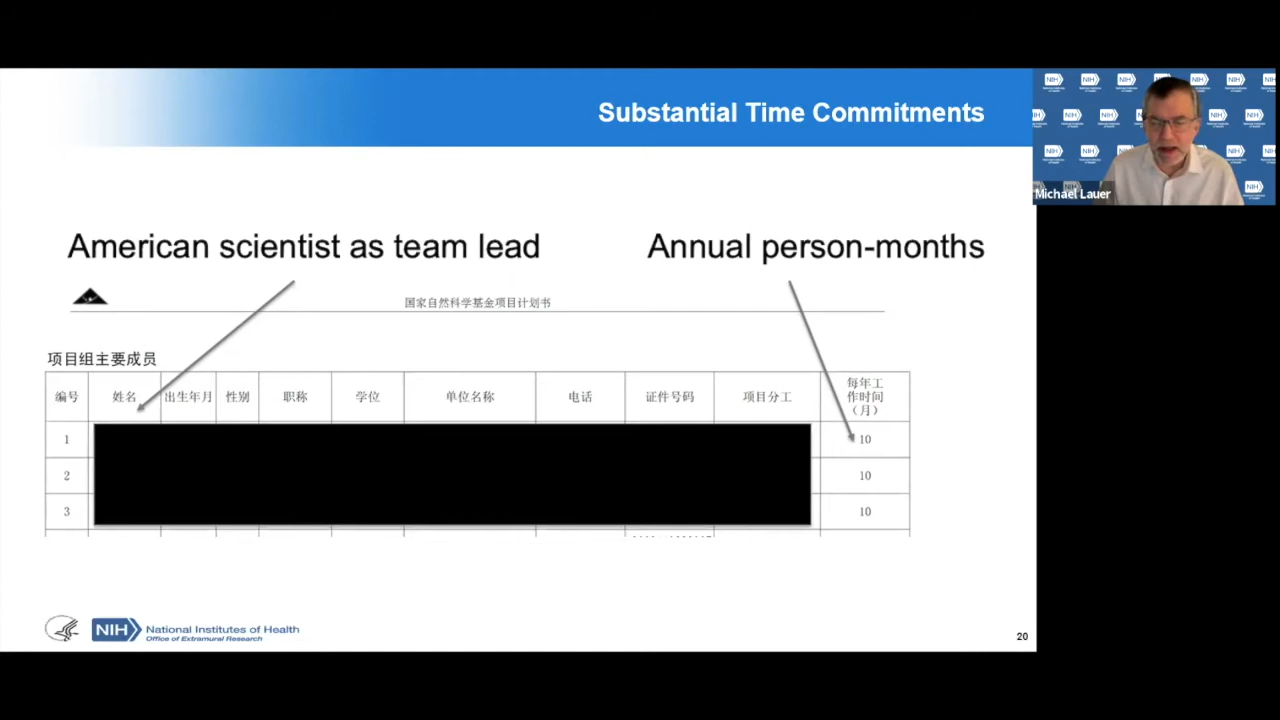 Substantial Time Commitments
Michael Lauer
American scientist as team lead
Annual person-months
国家自然科学基金项目计划书
项目组主要成员
编号 姓名 出生年月 性别 职称 学位 单位名称 电话 证件号码 项目分工 每年工作时间（月）
1 10
2 10
3 10
NIH National Institutes of Health
Office of Extramural Research
20